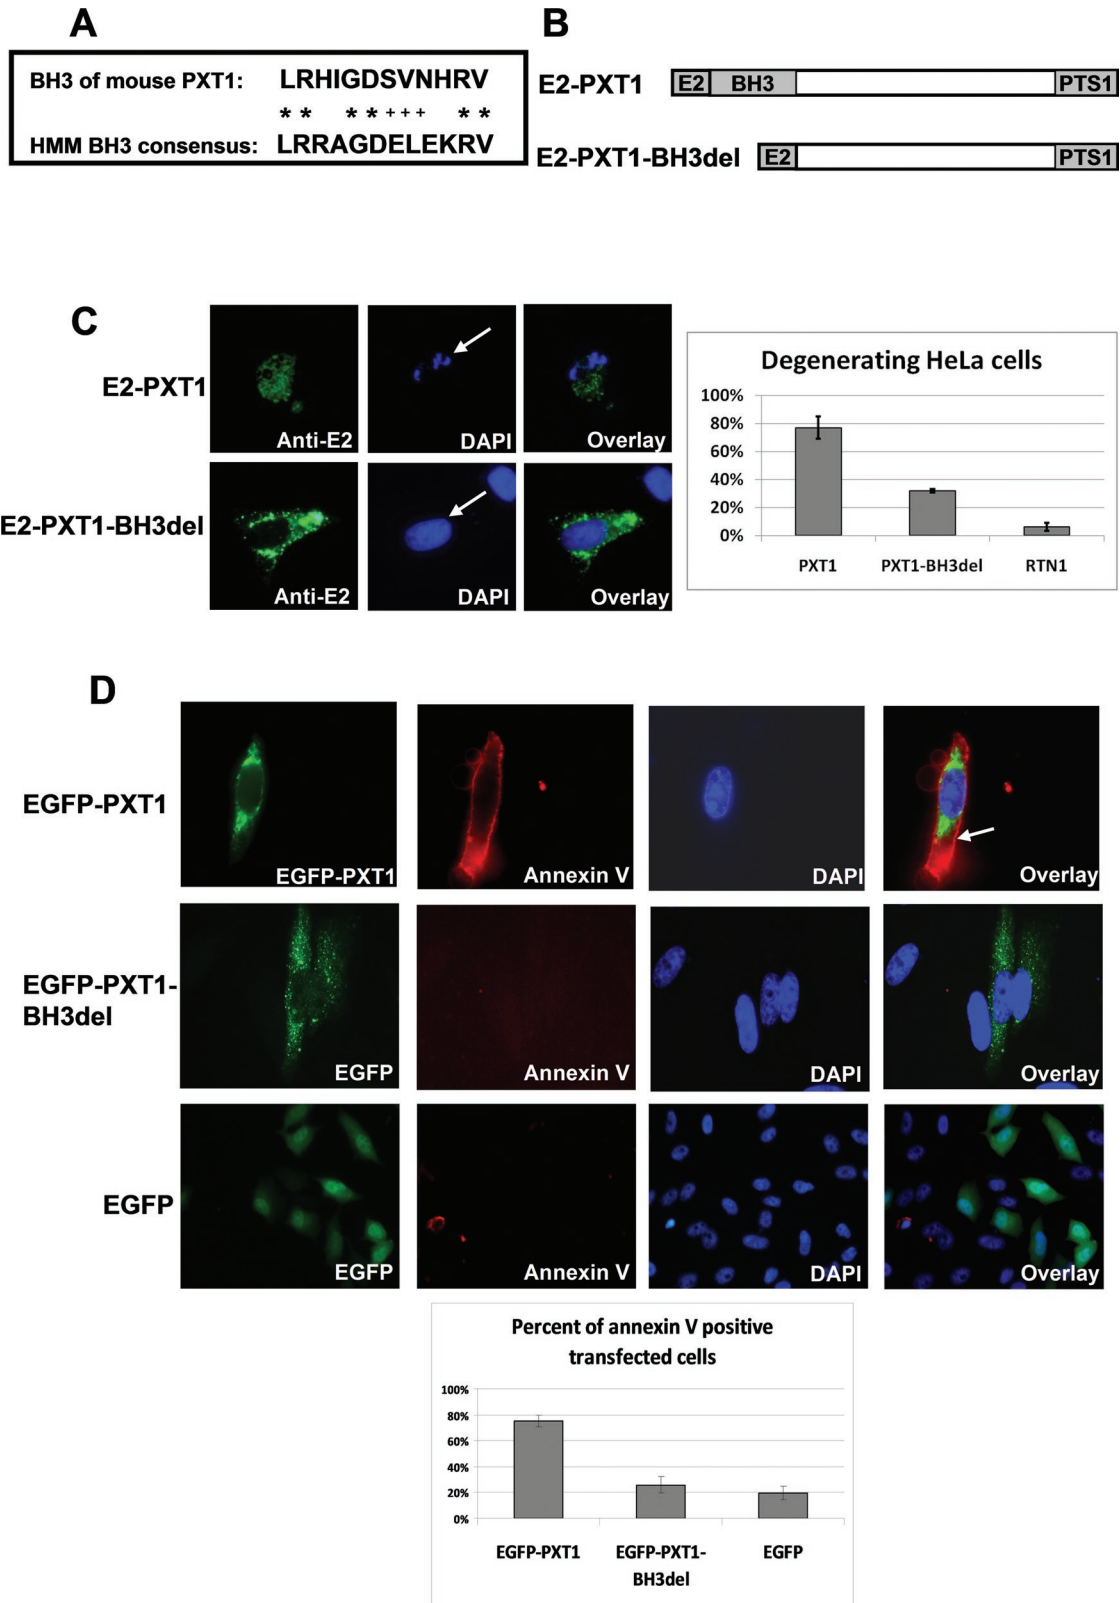 A
BH3 of mouse PXT1: LRHIGDSVNHRV
* * * * + + + * *
HMM BH3 consensus: LRRAGDELEKRV
B
E2-PXT1 E2 BH3 PTS1
E2-PXT1-BH3del E2 PTS1
C
E2-PXT1
Anti-E2 DAPI Overlay
E2-PXT1-BH3del
Anti-E2 DAPI Overlay
Degenerating HeLa cells
100%
80%
60%
40%
20%
0%
PXT1 PXT1-BH3del RTN1
D
EGFP-PXT1
EGFP-PXT1 Annexin V DAPI Overlay
EGFP-PXT1-
BH3del
EGFP Annexin V DAPI Overlay
EGFP
EGFP Annexin V DAPI Overlay
Percent of annexin V positive
transfected cells
100%
80%
60%
40%
20%
0%
EGFP-PXT1 EGFP-PXT1- EGFP
BH3del